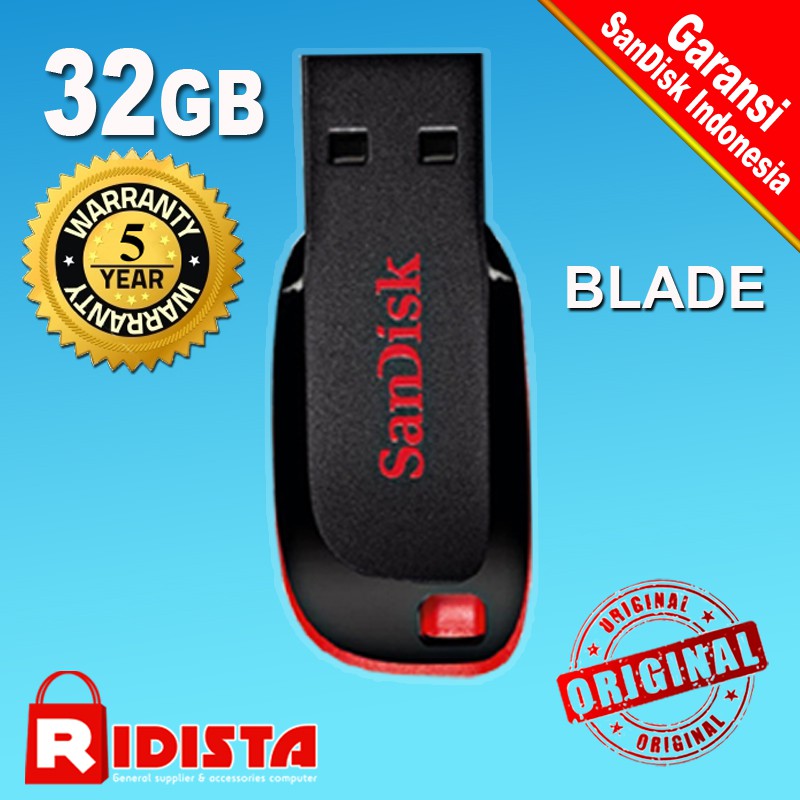 32GB
Garansi
SanDisk Indonesia
WARRANTY
5
YEAR
WARRANTY
BLADE
SanDisk
ORIGINAL
ORIGINAL
ORIGINAL
RIDISTA
General supplier & accessories computer